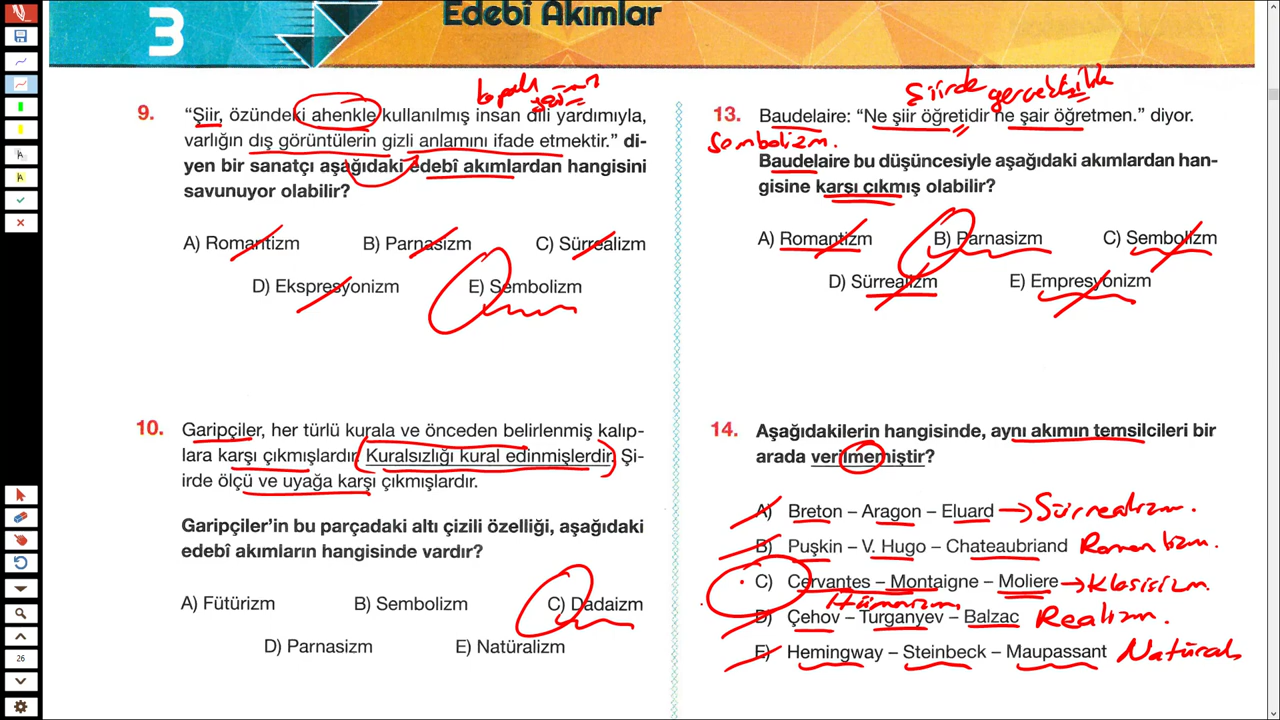 3
Edebî Akımlar
9. "Şiir, özündeki ahenkle kullanılmış insan dili yardımıyla,
varlığın dış görüntülerin gizli anlamını ifade etmektir." di-
yen bir sanatçı aşağıdaki edebî akımlardan hangisini
savunuyor olabilir?
A) Romantizm B) Parnasizm C) Sürrealizm
D) Ekspresyonizm E) Sembolizm
10. Garipçiler, her türlü kurala ve önceden belirlenmiş kalıp-
lara karşı çıkmışlardır. Kuralsızlığı kural edinmişlerdir. Şi-
irde ölçü ve uyağa karşı çıkmışlardır.
Garipçiler'in bu parçadaki altı çizili özelliği, aşağıdaki
edebî akımların hangisinde vardır?
A) Fütürizm B) Sembolizm C) Dadaizm
D) Parnasizm E) Natüralizm
Şiirde gerçekçilik
13. Baudelaire: "Ne şiir öğretidir ne şair öğretmen." diyor.
Sembolizm.
Baudelaire bu düşüncesiyle aşağıdaki akımlardan han-
gisine karşı çıkmış olabilir?
A) Romantizm B) Parnasizm C) Sembolizm
D) Sürrealizm E) Empresyonizm
14. Aşağıdakilerin hangisinde, aynı akımın temsilcileri bir
arada verilmemiştir?
A) Breton – Aragon – Eluard → Sürrealizm.
B) Puşkin – V. Hugo – Chateaubriand Romantizm.
C) Cervantes – Montaigne – Moliere → Klasisizm.
Hümanizm
D) Çehov – Turganyev – Balzac Realizm.
E) Hemingway – Steinbeck – Maupassant Natürals
26